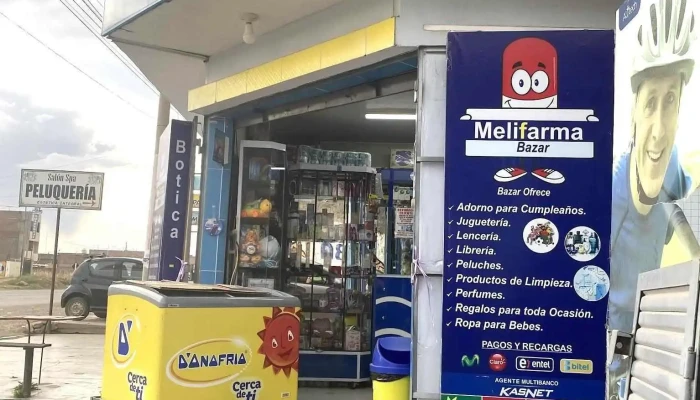 Salón Spa
PELUQUERÍA
Botica
Melifarma
Bazar
Bazar Ofrece
✓ Adorno para Cumpleaños.
✓ Juguetería.
✓ Lencería.
✓ Librería.
✓ Peluches.
✓ Productos de Limpieza.
✓ Perfumes.
✓ Regalos para toda Ocasión.
✓ Ropa para Bebes.
PAGOS Y RECARGAS
Claro
entel
bitel
AGENTE MULTIBANCO
KASNET
D'ANAFRIA
Cerca
de ti
Cerca
de ti